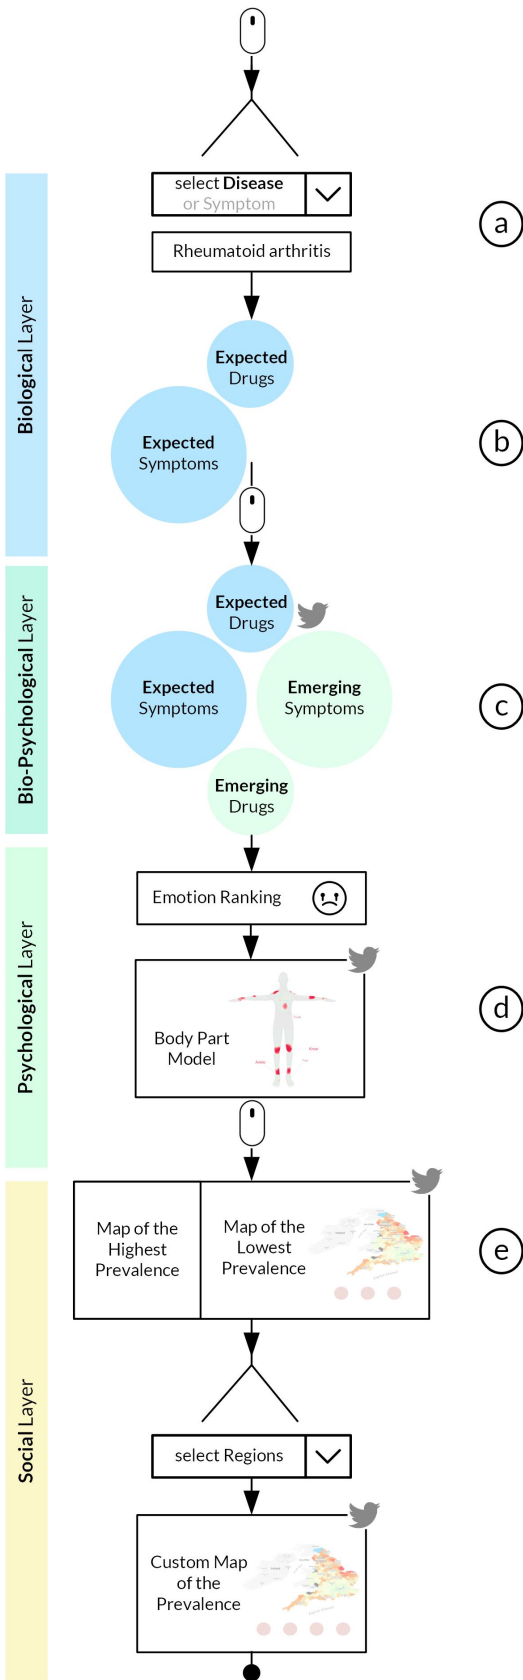 select Disease
or Symptom
a
Rheumatoid arthritis
Biological Layer
Expected
Drugs
Expected
Symptoms
b
Bio-Psychological Layer
Expected
Drugs
Expected
Symptoms
Emerging
Symptoms
c
Emerging
Drugs
Psychological Layer
Emotion Ranking
Body Part
Model
d
Social Layer
Map of the
Highest
Prevalence
Map of the
Lowest
Prevalence
e
select Regions
Custom Map
of the
Prevalence